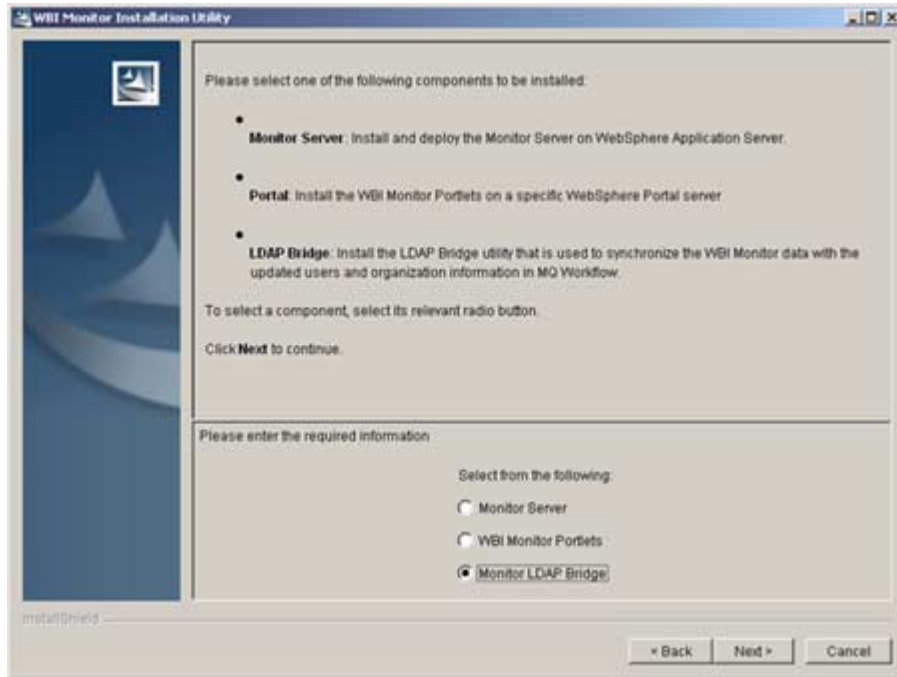 WBI Monitor Installation Utility
Please select one of the following components to be installed:
Monitor Server: Install and deploy the Monitor Server on WebSphere Application Server.
Portal: Install the WBI Monitor Portlets on a specific WebSphere Portal server
LDAP Bridge: Install the LDAP Bridge utility that is used to synchronize the WBI Monitor data with the
updated users and organization information in MQ Workflow.
To select a component, select its relevant radio button.
Click Next to continue.
Please enter the required information
Select from the following:
Monitor Server
WBI Monitor Portlets
Monitor LDAP Bridge
InstallShield
< Back
Next >
Cancel